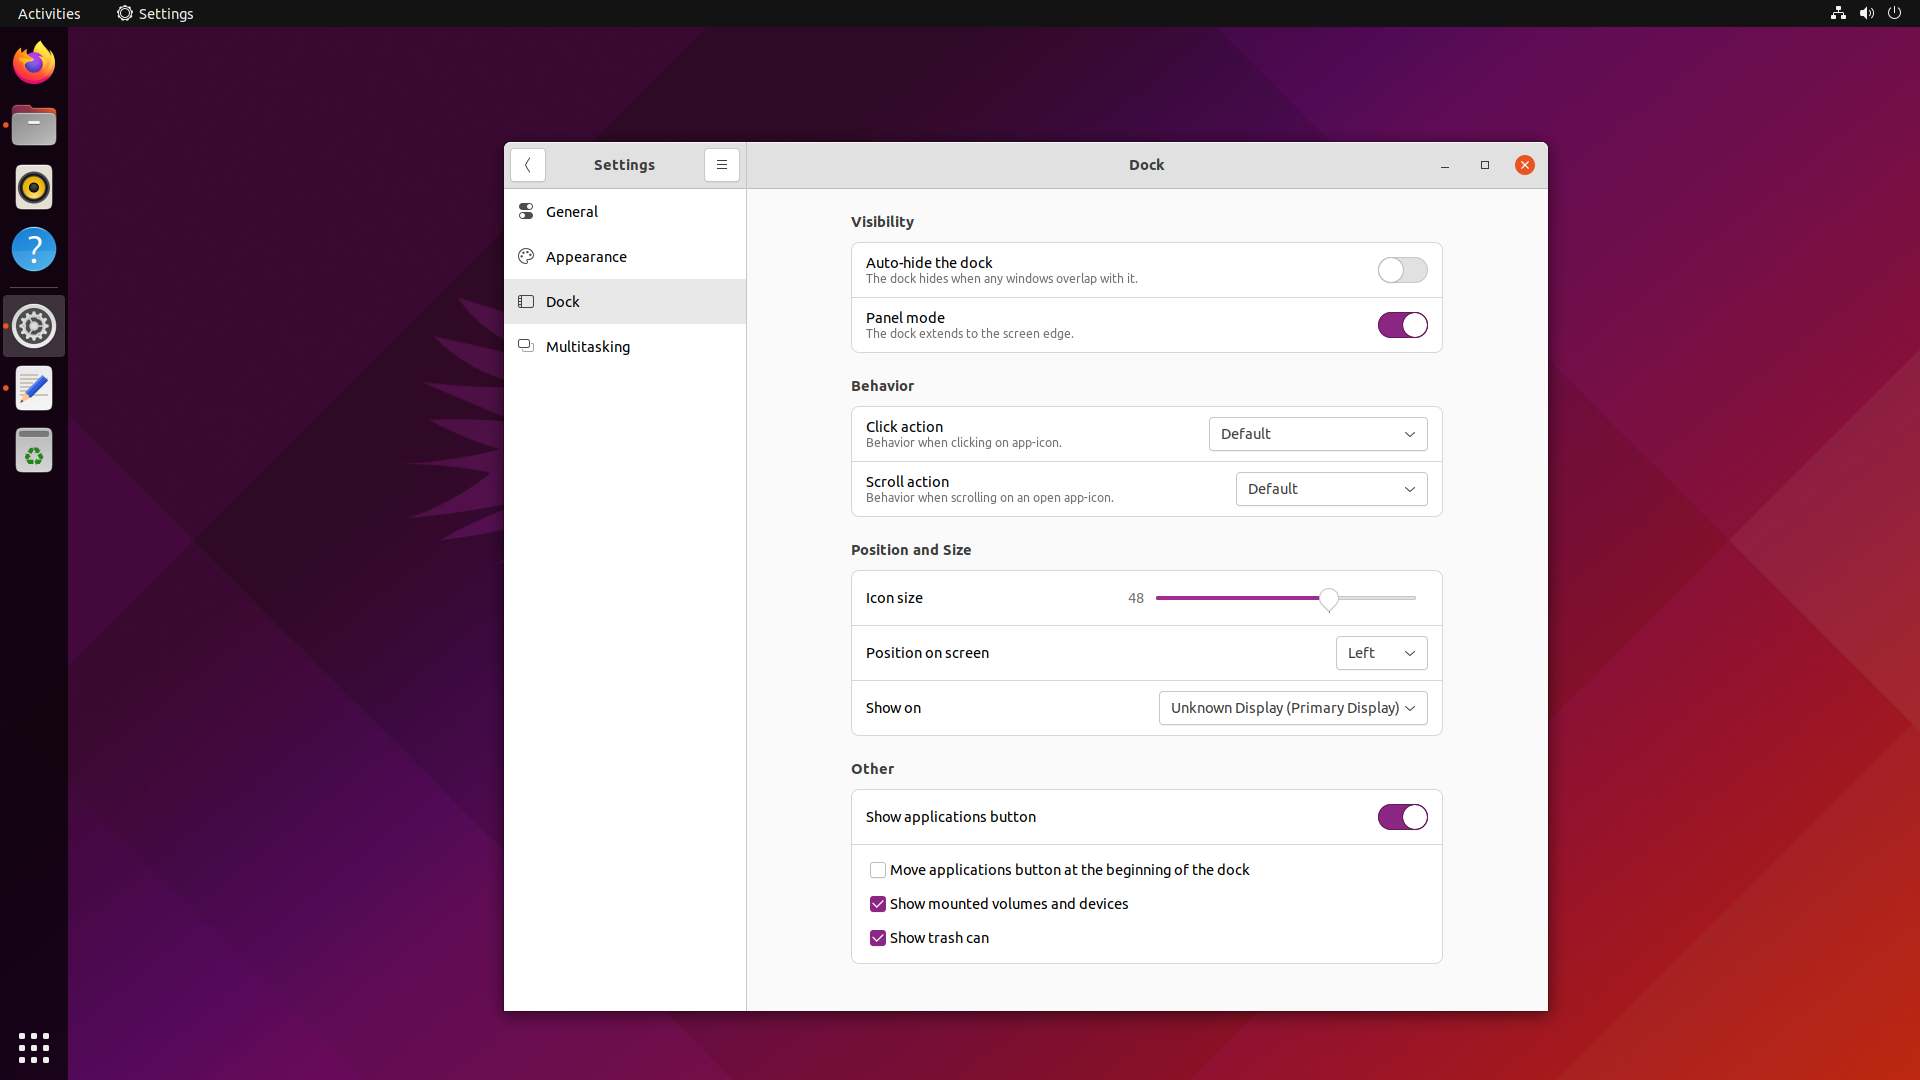 Activities
Settings
Settings
Dock
General
Appearance
Dock
Multitasking
Visibility
Auto-hide the dock
The dock hides when any windows overlap with it.
Panel mode
The dock extends to the screen edge.
Behavior
Click action
Behavior when clicking on app-icon.
Default
Scroll action
Behavior when scrolling on an open app-icon.
Default
Position and Size
Icon size
48
Position on screen
Left
Show on
Unknown Display (Primary Display)
Other
Show applications button
Move applications button at the beginning of the dock
Show mounted volumes and devices
Show trash can